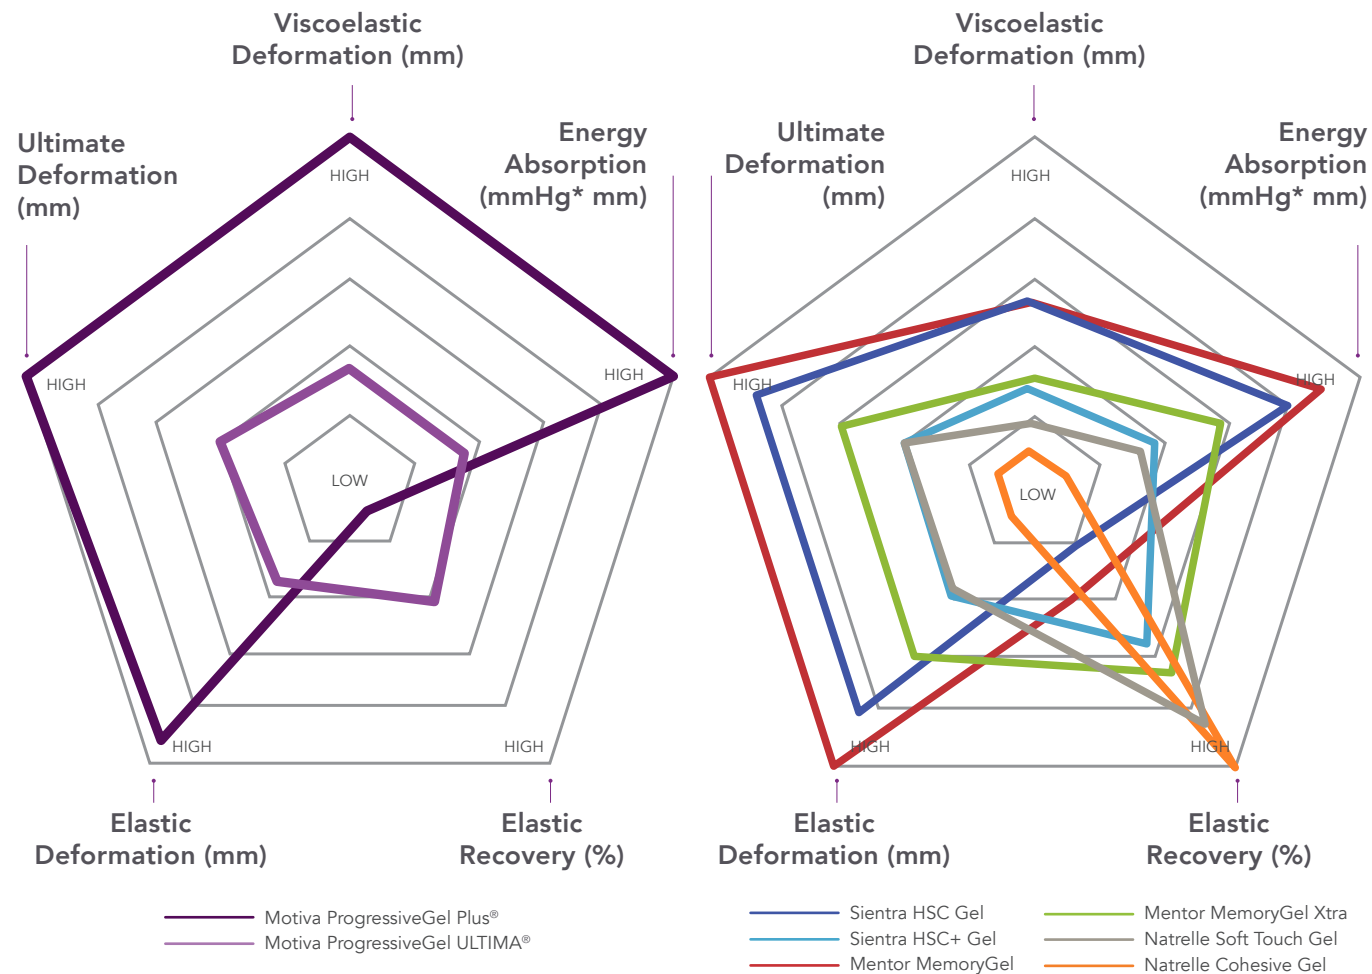 Viscoelastic
Deformation (mm)
Ultimate
Deformation
(mm)
Energy
Absorption
(mmHg* mm)
HIGH
HIGH
HIGH
LOW
HIGH
HIGH
Elastic
Deformation (mm)
Elastic
Recovery (%)
Motiva ProgressiveGel Plus®
Motiva ProgressiveGel ULTIMA®
Viscoelastic
Deformation (mm)
Ultimate
Deformation
(mm)
Energy
Absorption
(mmHg* mm)
HIGH
HIGH
HIGH
LOW
HIGH
HIGH
Elastic
Deformation (mm)
Elastic
Recovery (%)
Sientra HSC Gel
Sientra HSC+ Gel
Mentor MemoryGel
Mentor MemoryGel Xtra
Natrelle Soft Touch Gel
Natrelle Cohesive Gel